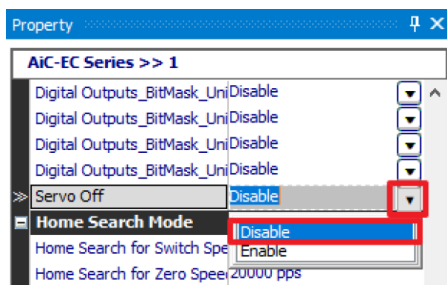 Property
AiC-EC Series >> 1
Digital Outputs_BitMask_Uni Disable
Digital Outputs_BitMask_Uni Disable
Digital Outputs_BitMask_Uni Disable
Digital Outputs_BitMask_Uni Disable
Servo Off Disable
Home Search Mode
Disable
Home Search for Switch Spe
Enable
Home Search for Zero Speed 20000 pps